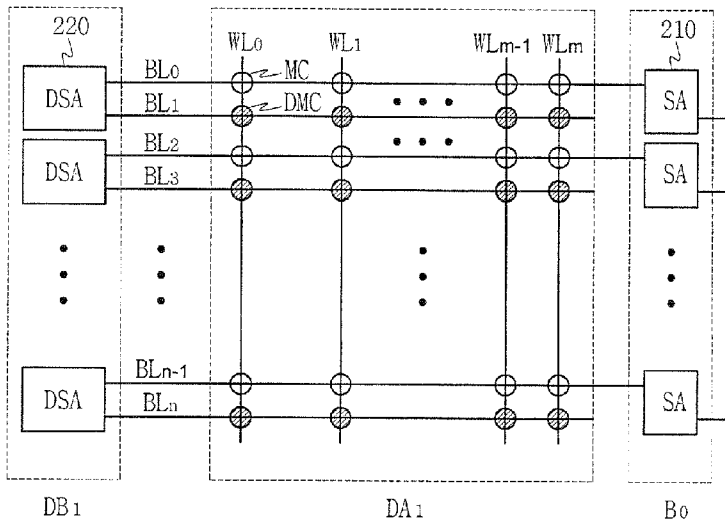 220
210
WL0 WL1 WLm-1 WLm
BL0 MC
DSA BL1 DMC SA
BL2
DSA BL3 SA
BLn-1
DSA BLn SA
DB1 DA1 B0